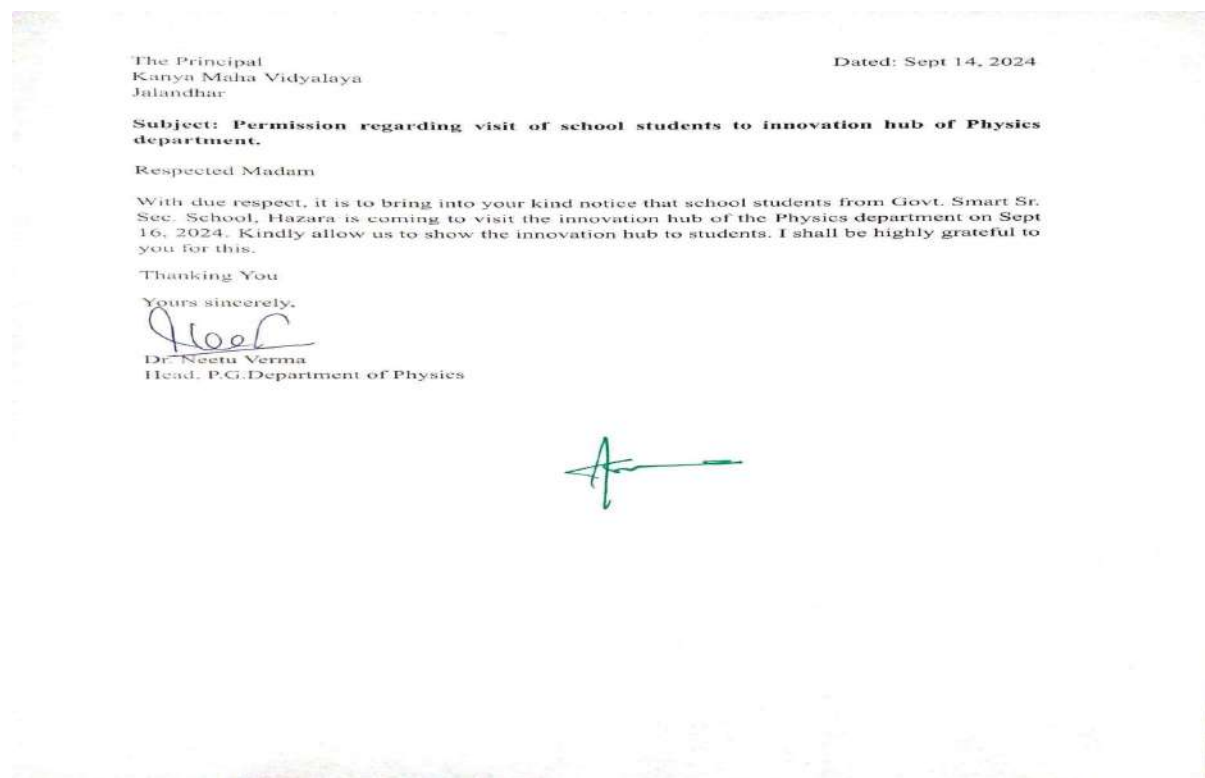 The Principal
Dated: Sept 14, 2024
Kanya Maha Vidyalaya
Jalandhar
Subject: Permission regarding visit of school students to innovation hub of Physics
department.
Respected Madam
With due respect, it is to bring into your kind notice that school students from Govt. Smart Sr.
Sec. School, Hazara is coming to visit the innovation hub of the Physics department on Sept
16, 2024. Kindly allow us to show the innovation hub to students. I shall be highly grateful to
you for this.
Thanking You
Yours sincerely,
Dr. Neetu Verma
Head, P.G.Department of Physics